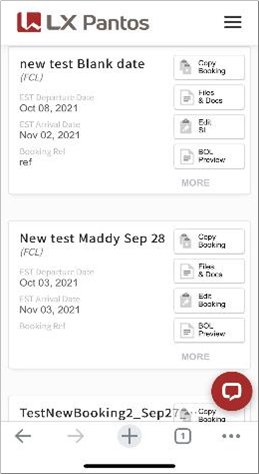 LX Pantos
new test Blank date
(FCL)
EST Departure Date
Oct 08, 2021
EST Arrival Date
Nov 02, 2021
Booking Ref
ref
Copy
Booking
Files
& Docs
Edit
SI
BOL
Preview
MORE
New test Maddy Sep 28
(FCL)
EST Departure Date
Oct 03, 2021
EST Arrival Date
Nov 03, 2021
Booking Ref
Copy
Booking
Files
& Docs
Edit
Booking
BOL
Preview
MORE
TestNewBooking2_Sep27
Copy
Booking
1